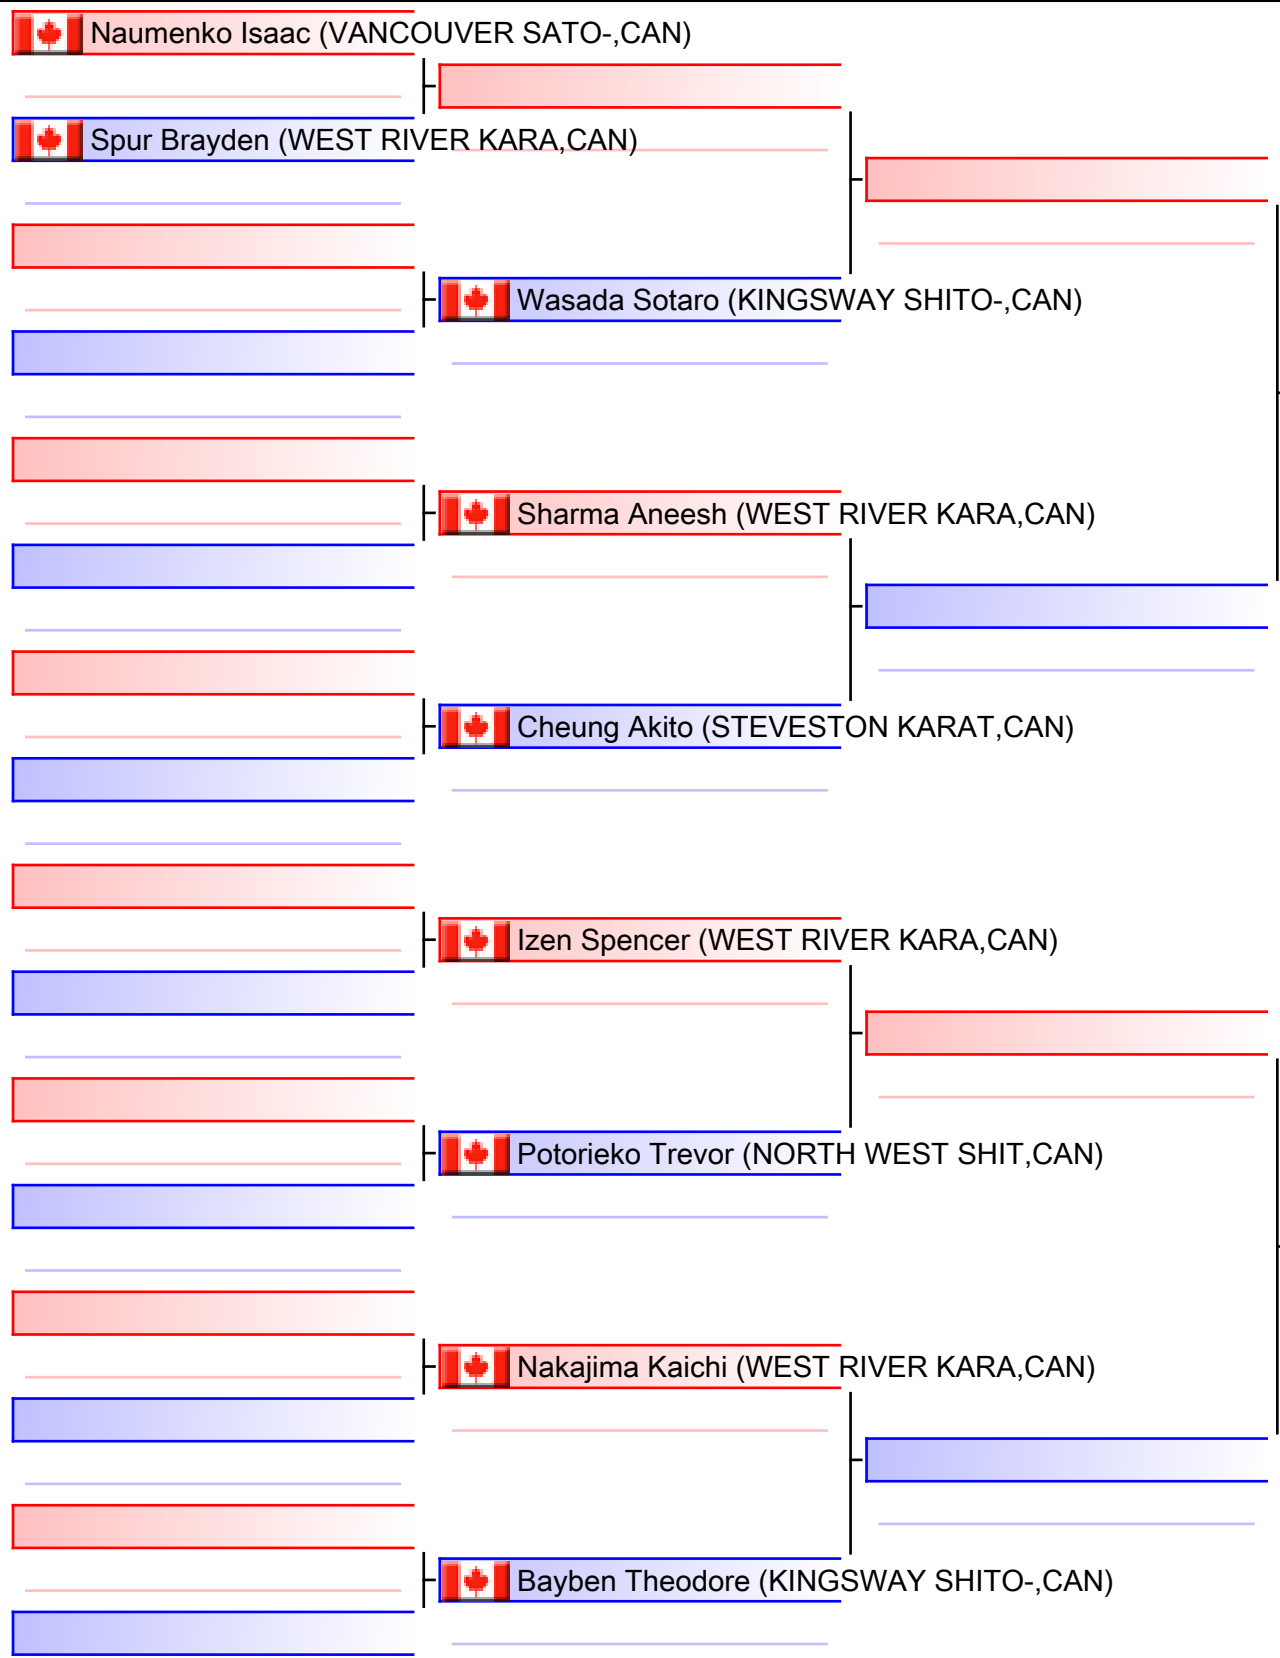 Naumenko Isaac (VANCOUVER SATO-,CAN)
Spur Brayden (WEST RIVER KARA,CAN)
Wasada Sotaro (KINGSWAY SHITO-,CAN)
Sharma Aneesh (WEST RIVER KARA,CAN)
Cheung Akito (STEVESTON KARAT,CAN)
Izen Spencer (WEST RIVER KARA,CAN)
Potorieko Trevor (NORTH WEST SHIT,CAN)
Nakajima Kaichi (WEST RIVER KARA,CAN)
Bayben Theodore (KINGSWAY SHITO-,CAN)